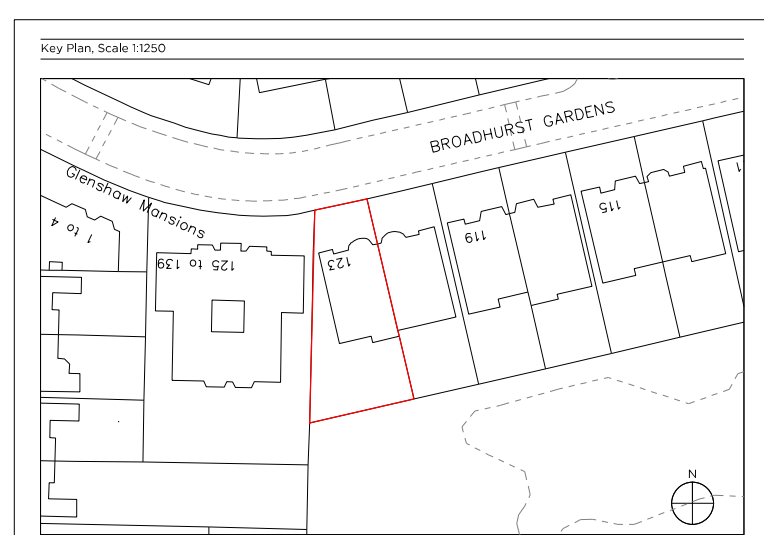 Key Plan, Scale 1:1250
BROADHURST GARDENS
Glenshaw Mansions
1 to 4
125 to 139
123
119
115
N